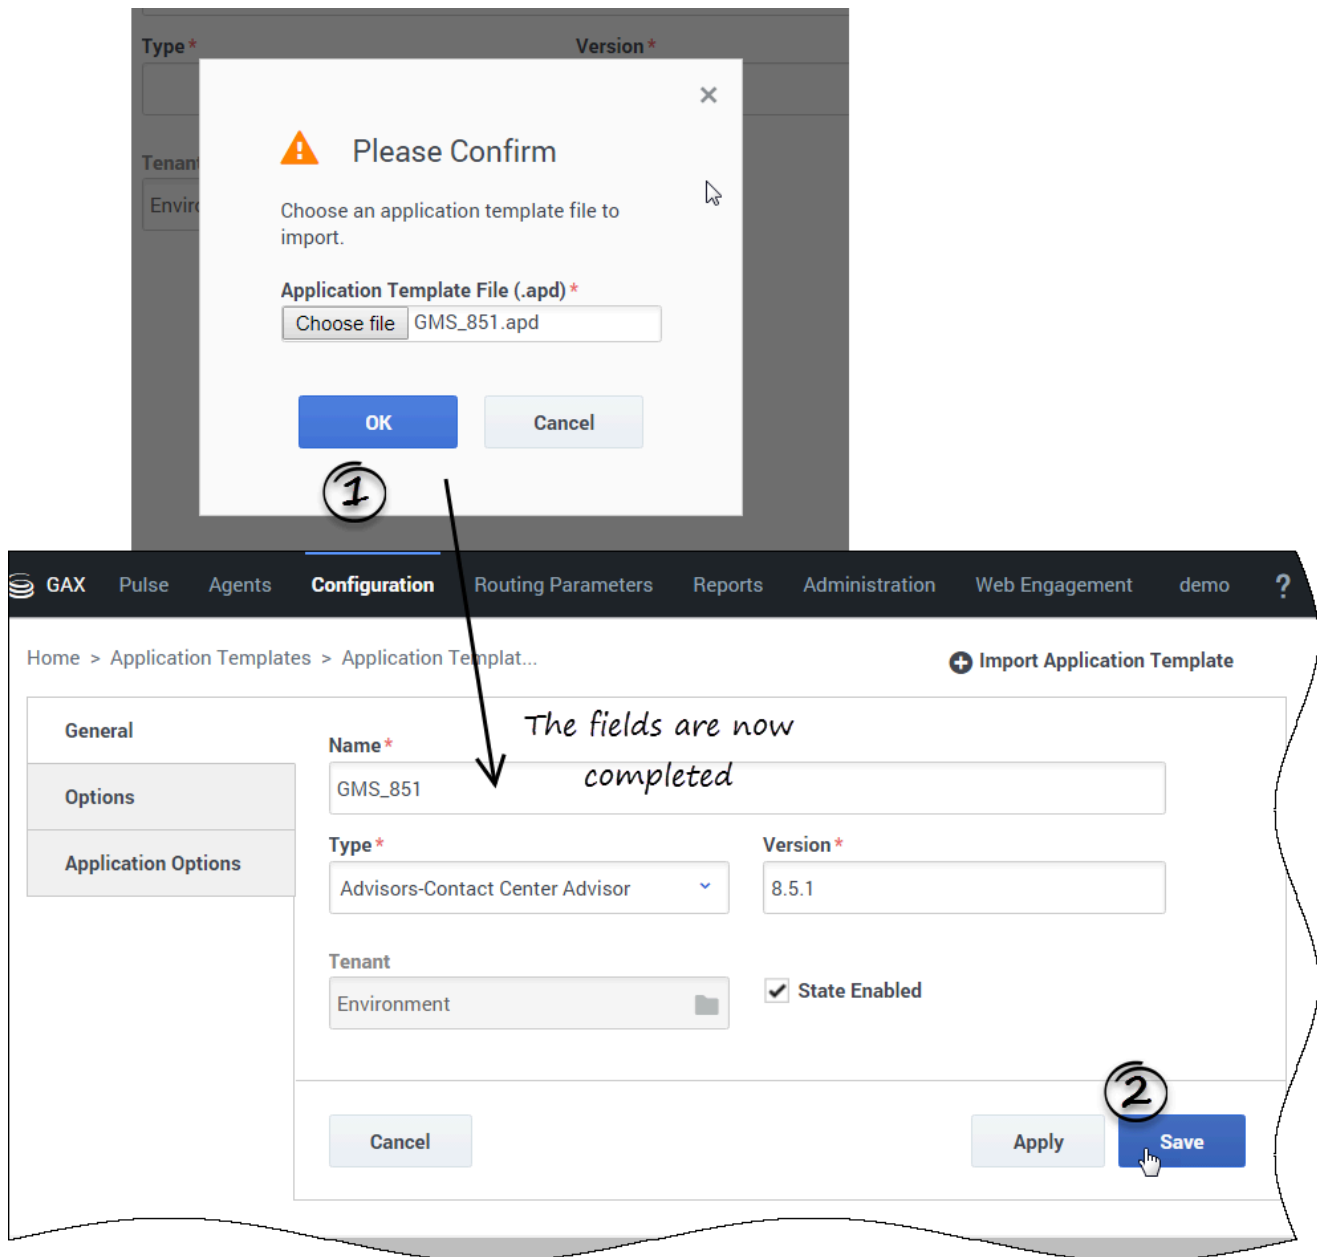 Type *
Version *
Tenant
Enviro
×
Please Confirm
Choose an application template file to
import.
Application Template File (.apd) *
Choose file GMS_851.apd
OK
Cancel
1
GAX Pulse Agents Configuration Routing Parameters Reports Administration Web Engagement demo ?
Home > Application Templates > Application Templat...
Import Application Template
General
Options
Application Options
The fields are now
completed
Name *
GMS_851
Type *
Version *
Advisors-Contact Center Advisor
8.5.1
Tenant
Environment
State Enabled
2
Cancel
Apply
Save